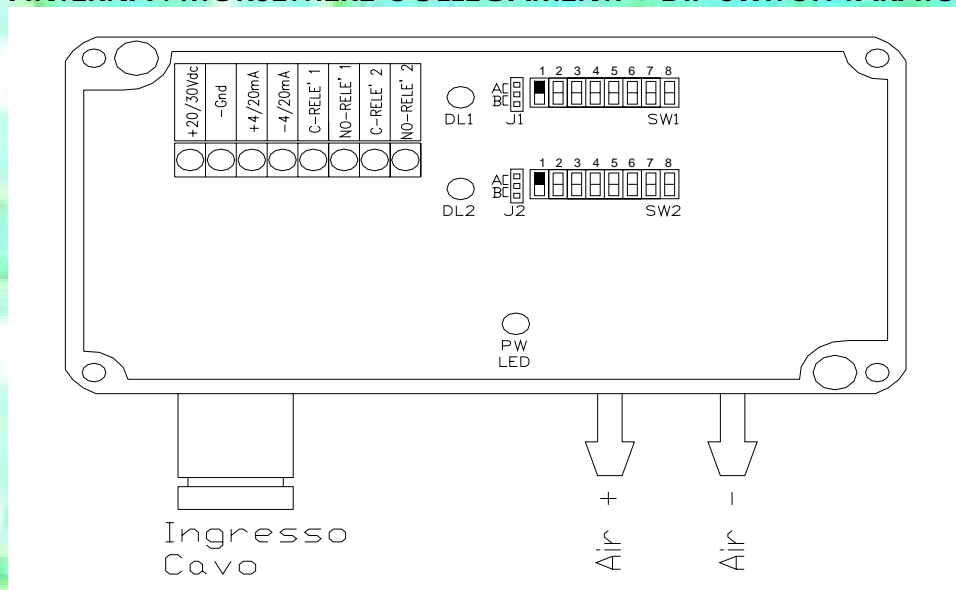 +20/30Vdc
-Gnd
+4/20mA
-4/20mA
C-RELE' 1
NO-RELE' 1
C-RELE' 2
NO-RELE' 2
DL1
A
B
J1
1 2 3 4 5 6 7 8
SW1
DL2
A
B
J2
1 2 3 4 5 6 7 8
SW2
PW
LED
Ingresso
Cavo
Air +
Air -